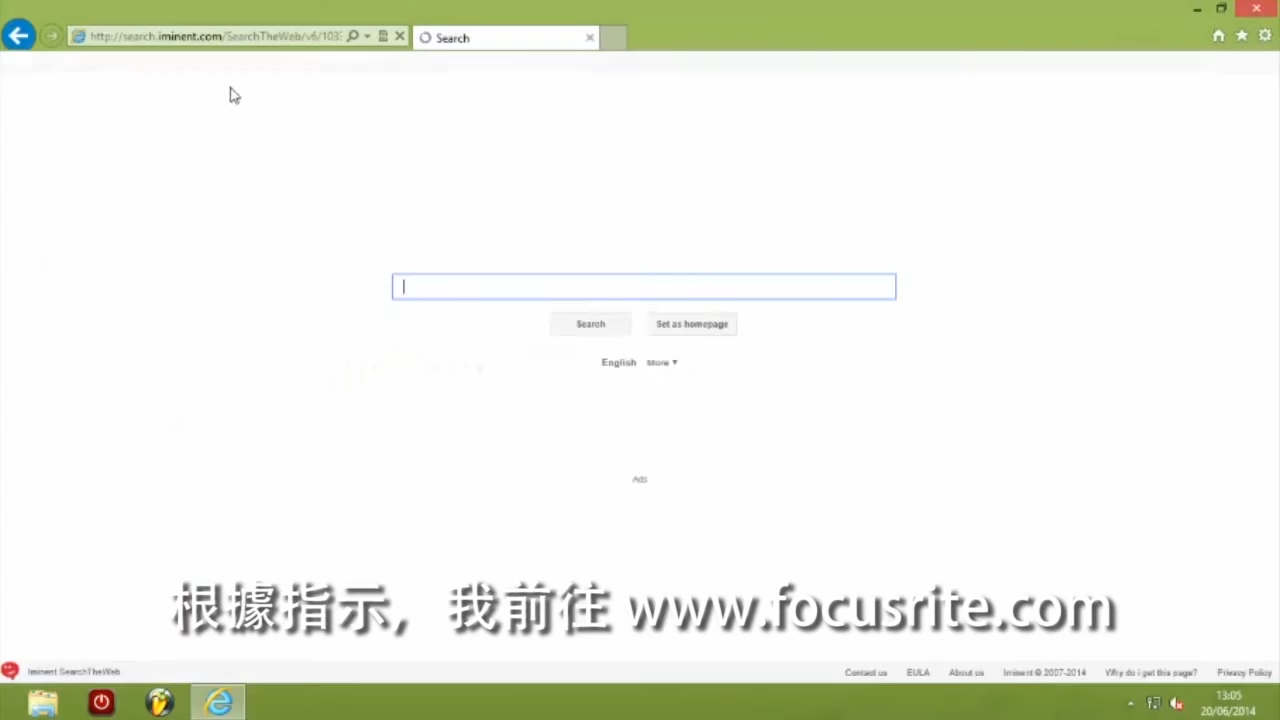 http://search.iminent.com/SearchTheWeb/v6/1033
Search
Search
Set as homepage
English
More
Ads
根據指示，我前往 www.focusrite.com
Iminent SearchTheWeb
Contact us
EULA
About us
Iminent © 2007-2014
Why do i get this page?
Privacy Policy
13:05
20/06/2014